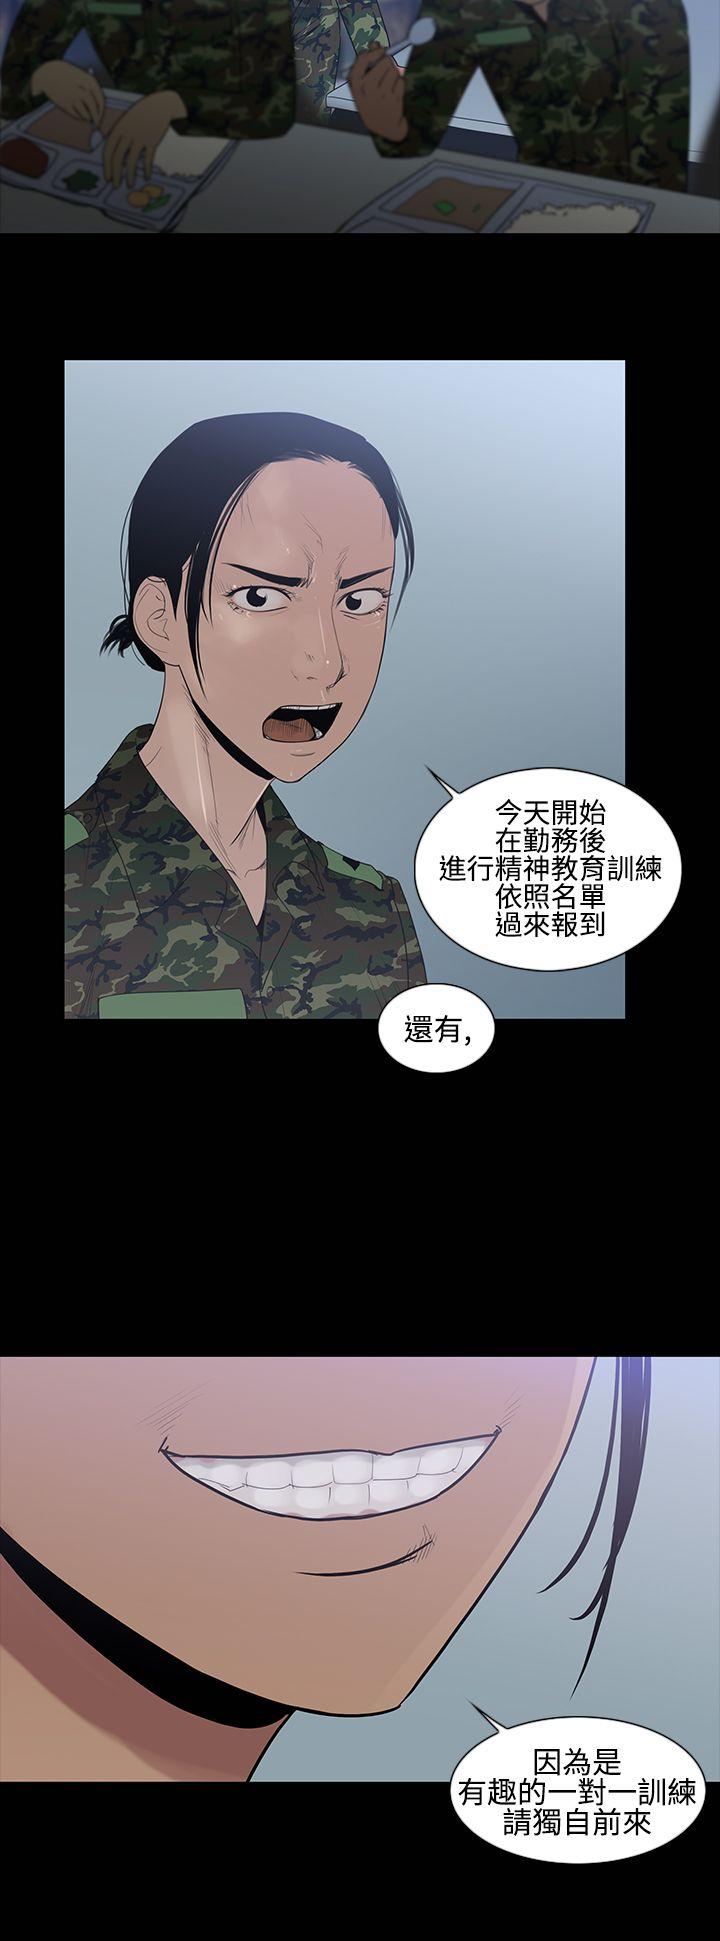 今天開始
在勤務後
進行精神教育訓練
依照名單
過來報到
還有,
因為是
有趣的一對一訓練
請獨自前來